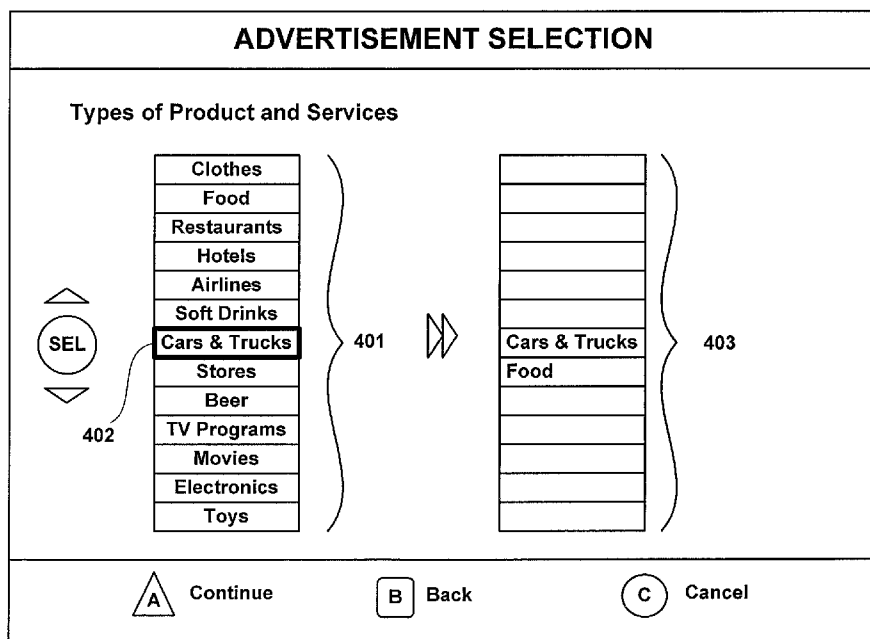 ADVERTISEMENT SELECTION
Types of Product and Services
Clothes
Food
Restaurants
Hotels
Airlines
Soft Drinks
SEL
Cars & Trucks
401
Cars & Trucks
403
Stores
Food
Beer
402
TV Programs
Movies
Electronics
Toys
A Continue
B Back
C Cancel